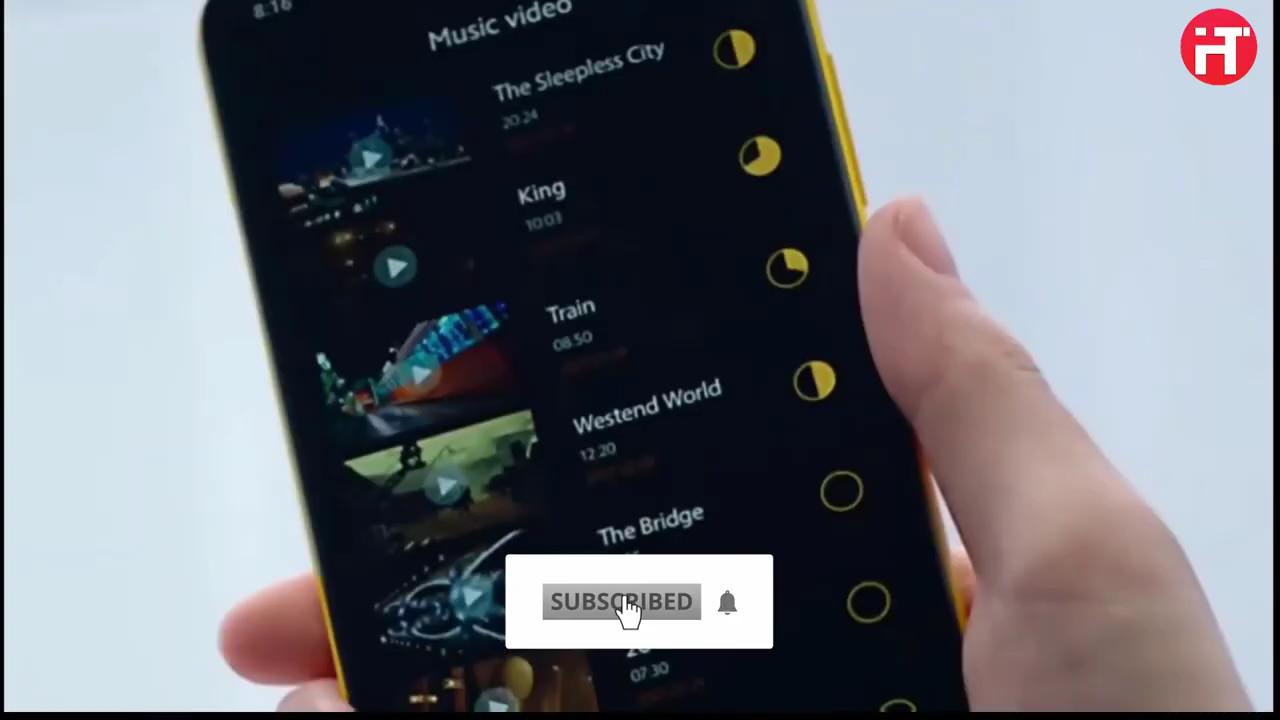 8:16
Music video
The Sleepless City
20:24
King
10:03
Train
08:50
Westend World
12:20
The Bridge
SUBSCRIBED
07:30
HT